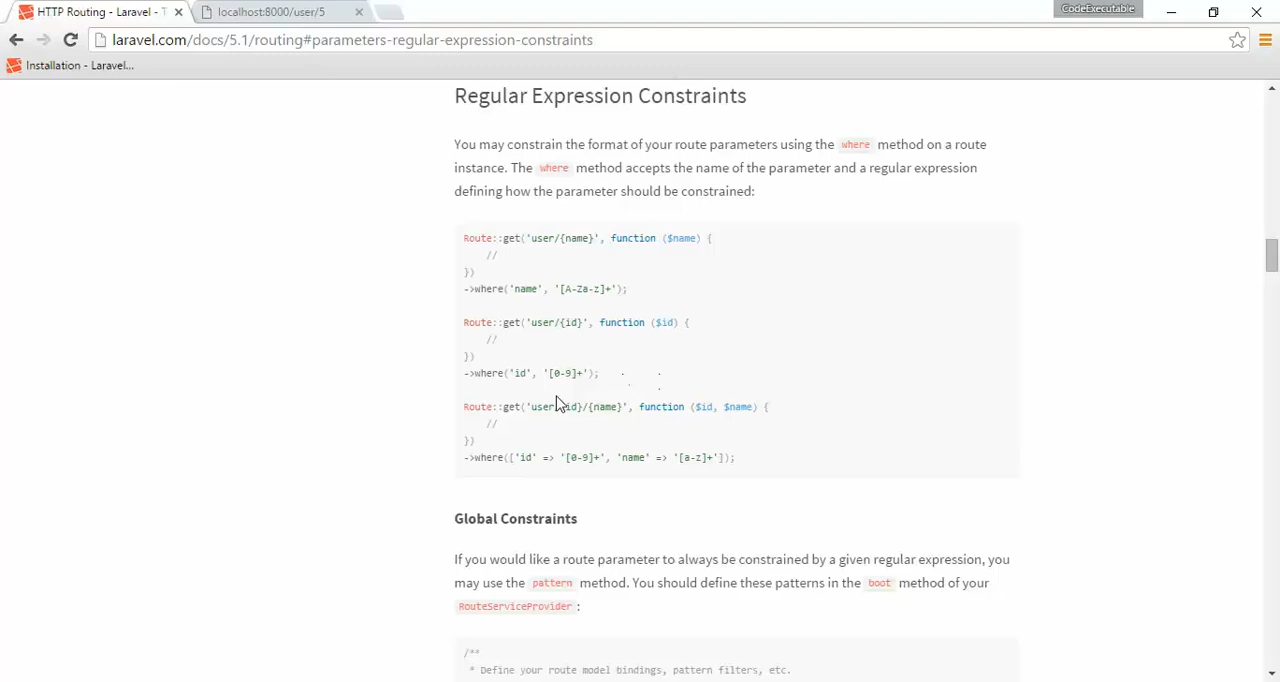 HTTP Routing - Laravel - T
localhost:8000/user/5
CodeExecutable
laravel.com/docs/5.1/routing#parameters-regular-expression-constraints
Installation - Laravel...
Regular Expression Constraints
You may constrain the format of your route parameters using the where method on a route
instance. The where method accepts the name of the parameter and a regular expression
defining how the parameter should be constrained:
Route::get('user/{name}', function ($name) {
//
})
->where('name', '[A-Za-z]+');
Route::get('user/{id}', function ($id) {
//
})
->where('id', '[0-9]+');
Route::get('user id}/{name}', function ($id, $name) {
//
})
->where(['id' => '[0-9]+', 'name' => '[a-z]+']);
Global Constraints
If you would like a route parameter to always be constrained by a given regular expression, you
may use the pattern method. You should define these patterns in the boot method of your
RouteServiceProvider:
/**
* Define your route model bindings, pattern filters, etc.